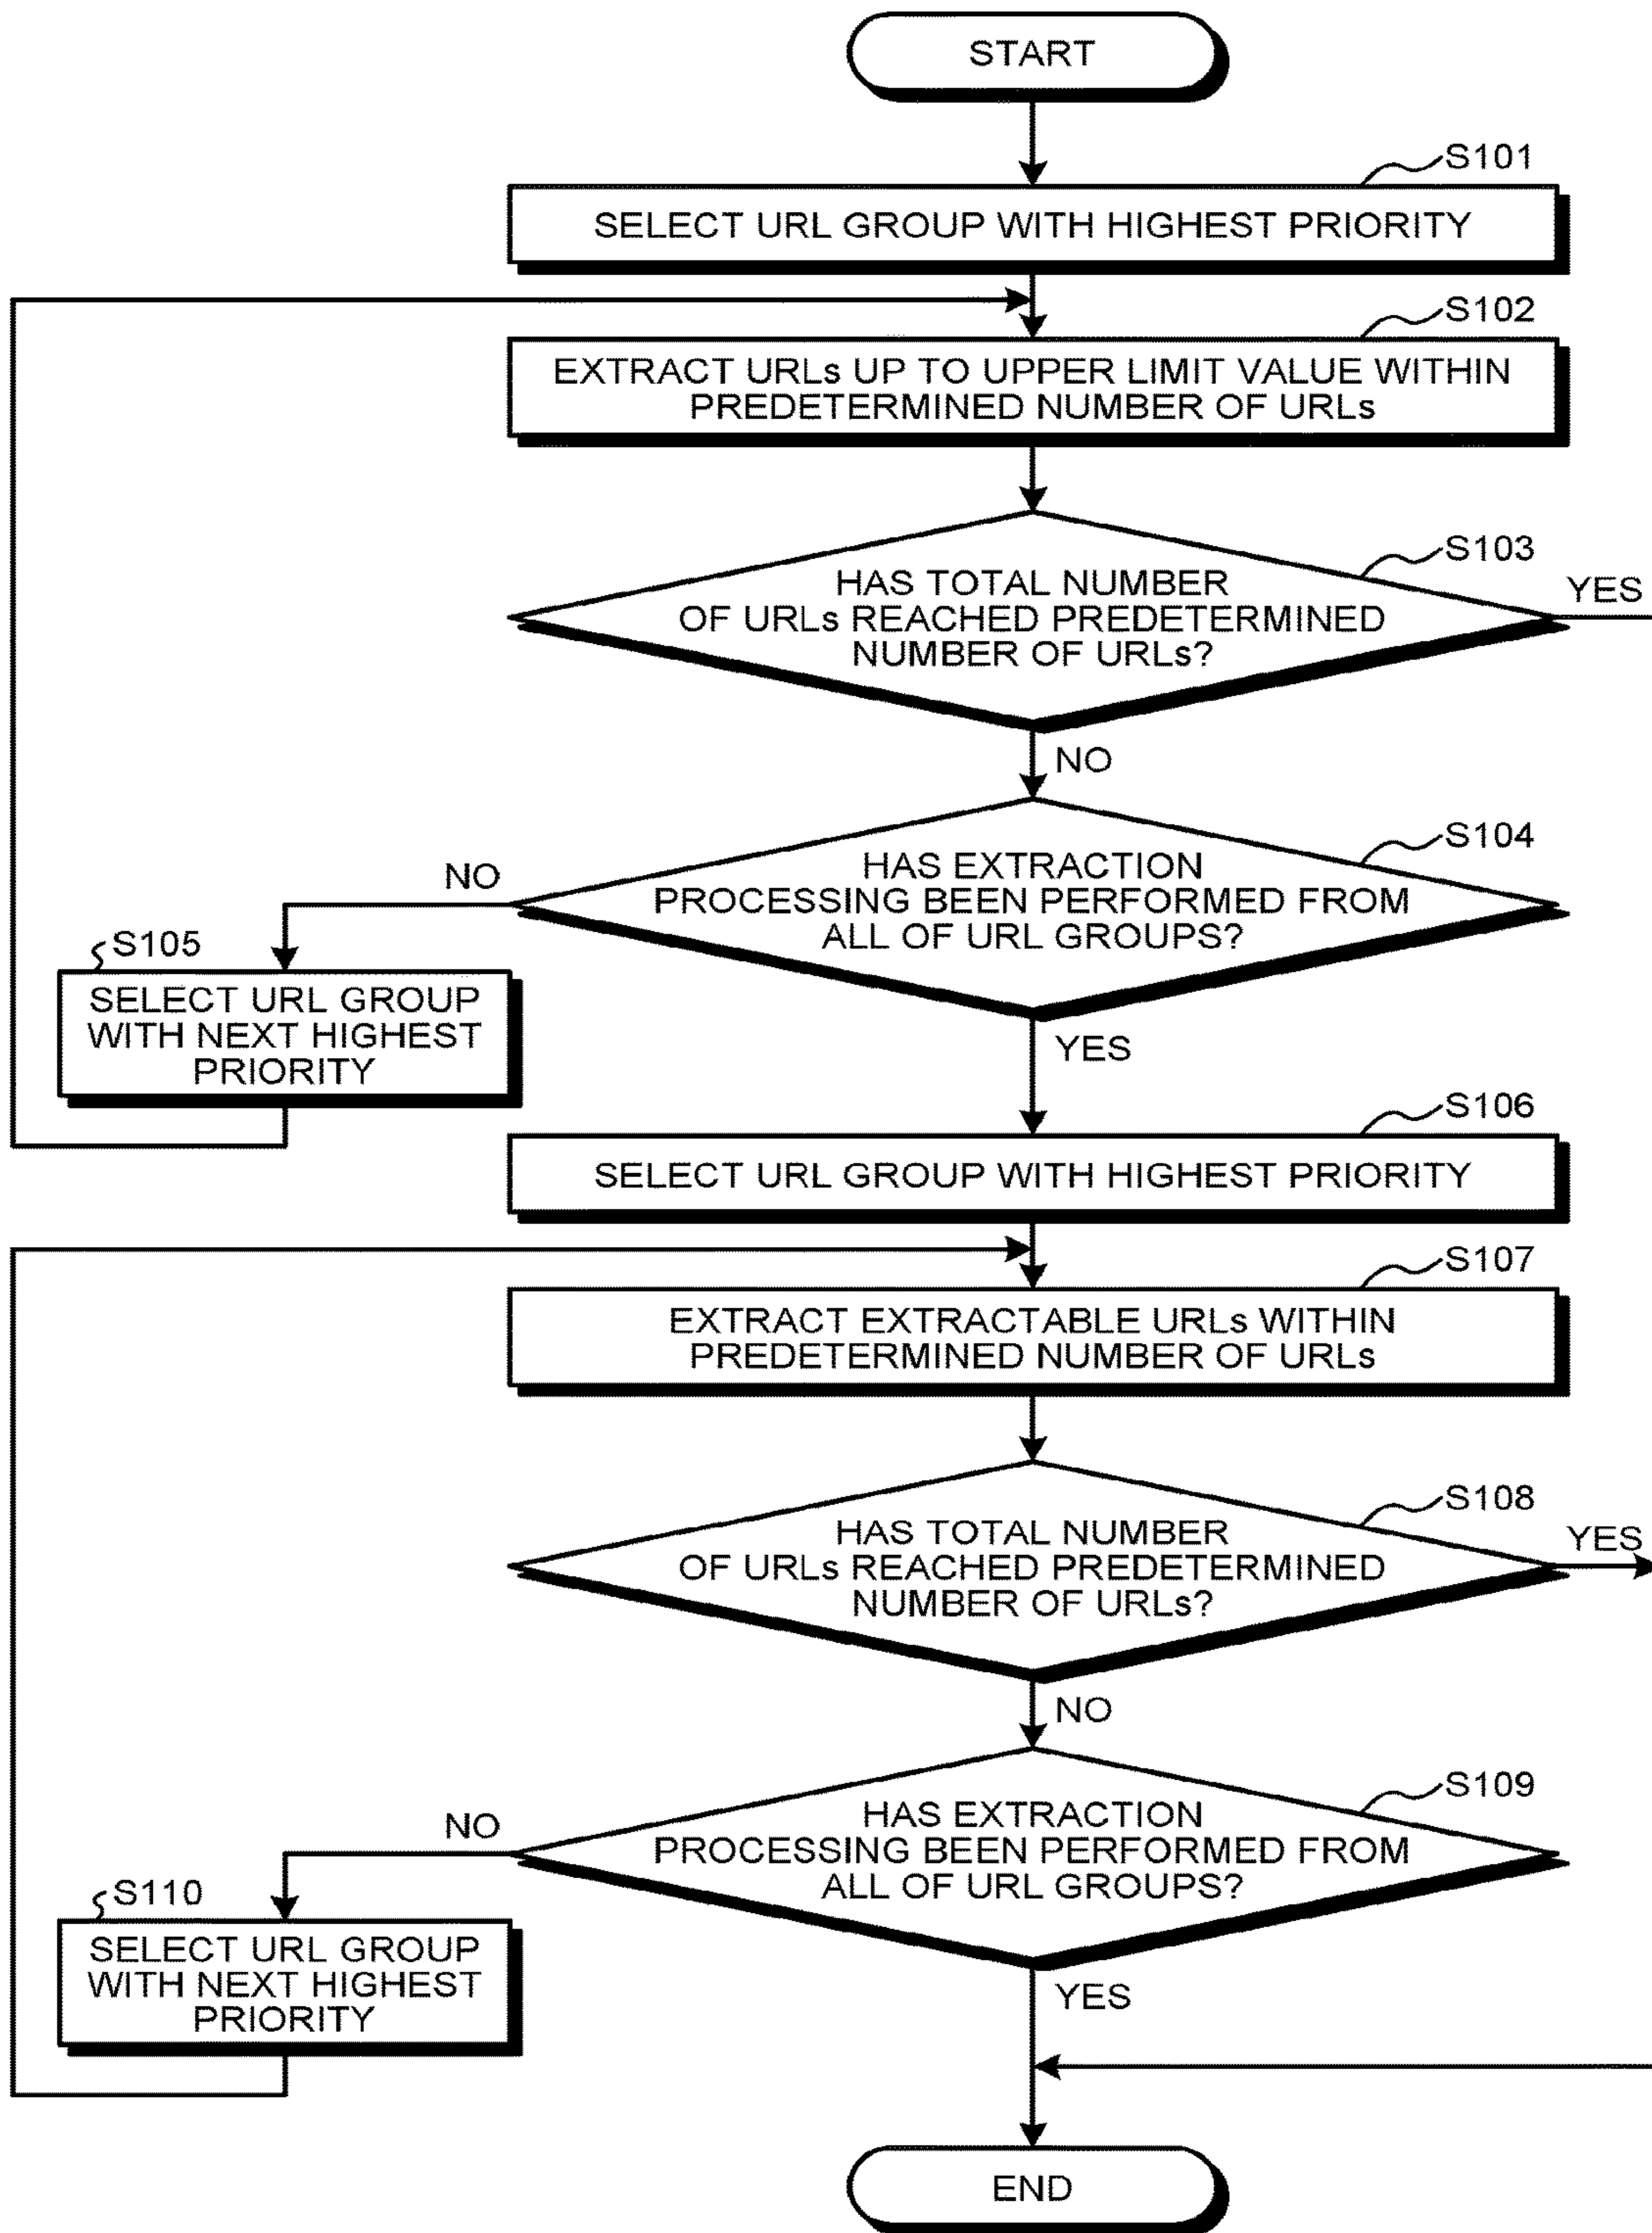 START
S101
SELECT URL GROUP WITH HIGHEST PRIORITY
S102
EXTRACT URLs UP TO UPPER LIMIT VALUE WITHIN
PREDETERMINED NUMBER OF URLs
S103
HAS TOTAL NUMBER
OF URLs REACHED PREDETERMINED
NUMBER OF URLs?
YES
NO
S104
HAS EXTRACTION
PROCESSING BEEN PERFORMED FROM
ALL OF URL GROUPS?
NO
S105
SELECT URL GROUP
WITH NEXT HIGHEST
PRIORITY
YES
S106
SELECT URL GROUP WITH HIGHEST PRIORITY
S107
EXTRACT EXTRACTABLE URLs WITHIN
PREDETERMINED NUMBER OF URLs
S108
HAS TOTAL NUMBER
OF URLs REACHED PREDETERMINED
NUMBER OF URLs?
YES
NO
S109
HAS EXTRACTION
PROCESSING BEEN PERFORMED FROM
ALL OF URL GROUPS?
NO
S110
SELECT URL GROUP
WITH NEXT HIGHEST
PRIORITY
YES
END